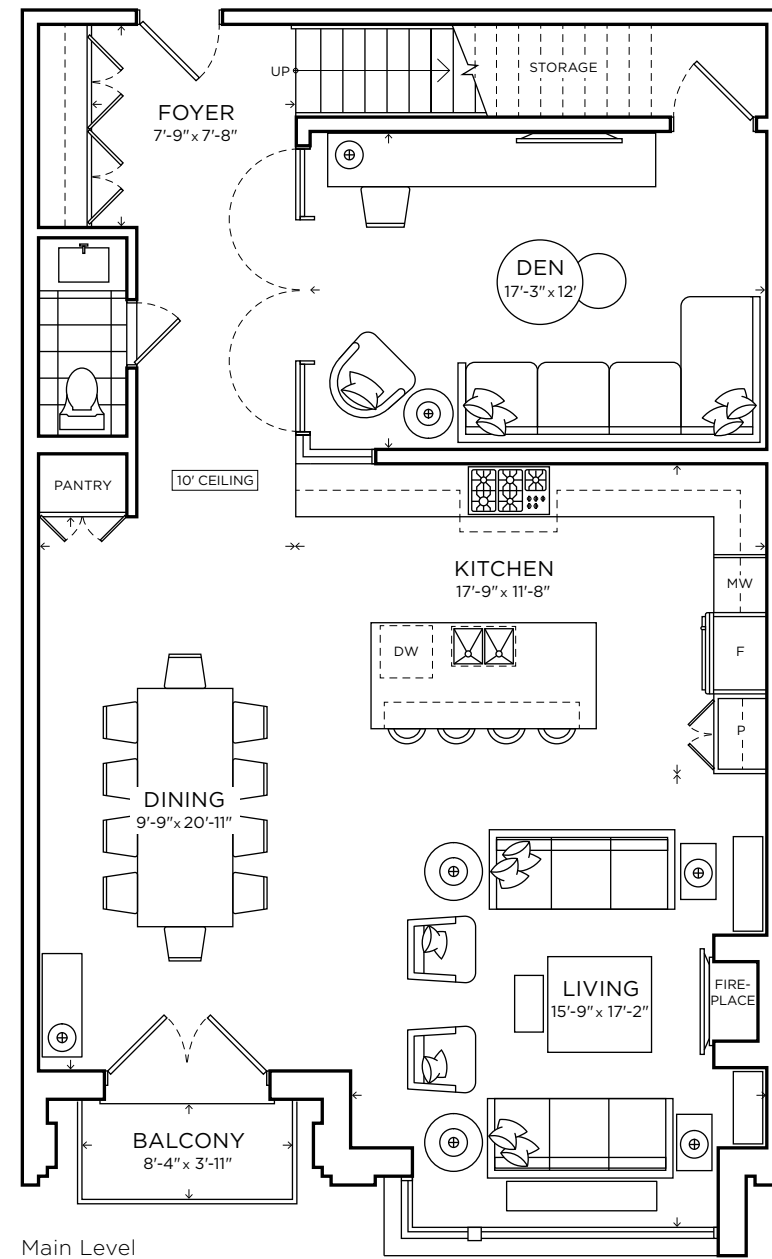 UP
STORAGE
FOYER
7'-9" x 7'-8"
DEN
17'-3" x 12'
PANTRY
10' CEILING
KITCHEN
17'-9" x 11'-8"
MW
DW
F
P
DINING
9'-9" x 20'-11"
LIVING
15'-9" x 17'-2"
FIRE-
PLACE
BALCONY
8'-4" x 3'-11"
Main Level